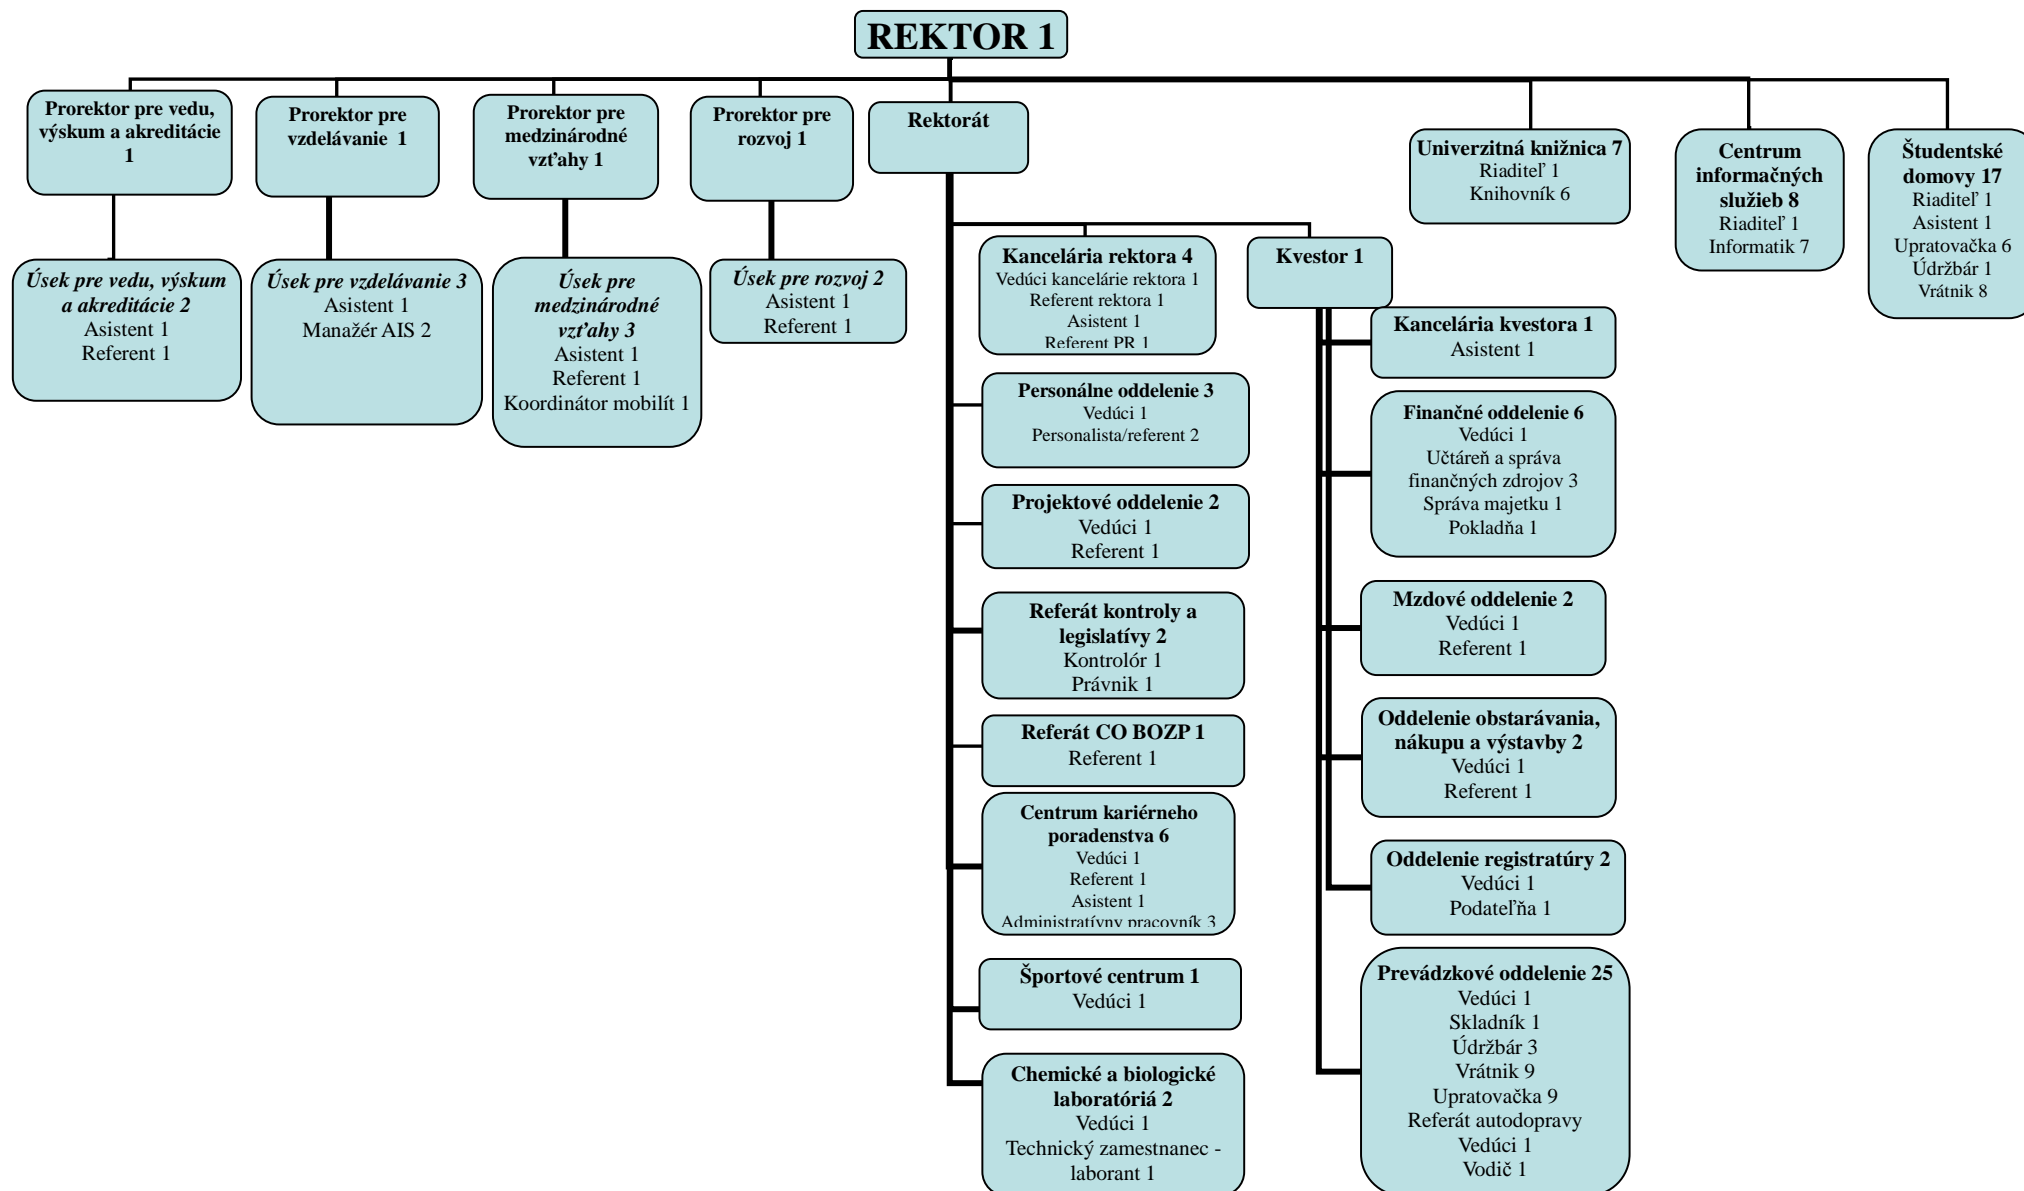 REKTOR 1
Prorektor pre vedu,
výskum a akreditácie
1
Prorektor pre
vzdelávanie 1
Prorektor pre
medzinárodné
vzťahy 1
Prorektor pre
rozvoj 1
Rektorát
Univerzitná knižnica 7
Riaditeľ 1
Knihovník 6
Centrum
informačných
služieb 8
Riaditeľ 1
Informatik 7
Študentské
domovy 17
Riaditeľ 1
Asistent 1
Upratovačka 6
Údržbár 1
Vrátnik 8
Úsek pre vedu, výskum
a akreditácie 2
Asistent 1
Referent 1
Úsek pre vzdelávanie 3
Asistent 1
Manažér AIS 2
Úsek pre
medzinárodné
vzťahy 3
Asistent 1
Referent 1
Koordinátor mobilít 1
Úsek pre rozvoj 2
Asistent 1
Referent 1
Kancelária rektora 4
Vedúci kancelárie rektora 1
Referent rektora 1
Asistent 1
Referent PR 1
Personálne oddelenie 3
Vedúci 1
Personalista/referent 2
Projektové oddelenie 2
Vedúci 1
Referent 1
Referát kontroly a
legislatívy 2
Kontrolór 1
Právnik 1
Referát CO BOZP 1
Referent 1
Centrum kariérneho
poradenstva 6
Vedúci 1
Referent 1
Asistent 1
Administratívny pracovník 3
Športové centrum 1
Vedúci 1
Chemické a biologické
laboratóriá 2
Vedúci 1
Technický zamestnanec -
laborant 1
Kvestor 1
Kancelária kvestora 1
Asistent 1
Finančné oddelenie 6
Vedúci 1
Učtáreň a správa
finančných zdrojov 3
Správa majetku 1
Pokladňa 1
Mzdové oddelenie 2
Vedúci 1
Referent 1
Oddelenie obstarávania,
nákupu a výstavby 2
Vedúci 1
Referent 1
Oddelenie registratúry 2
Vedúci 1
Podateľňa 1
Prevádzkové oddelenie 25
Vedúci 1
Skladník 1
Údržbár 3
Vrátnik 9
Upratovačka 9
Referát autodopravy
Vedúci 1
Vodič 1